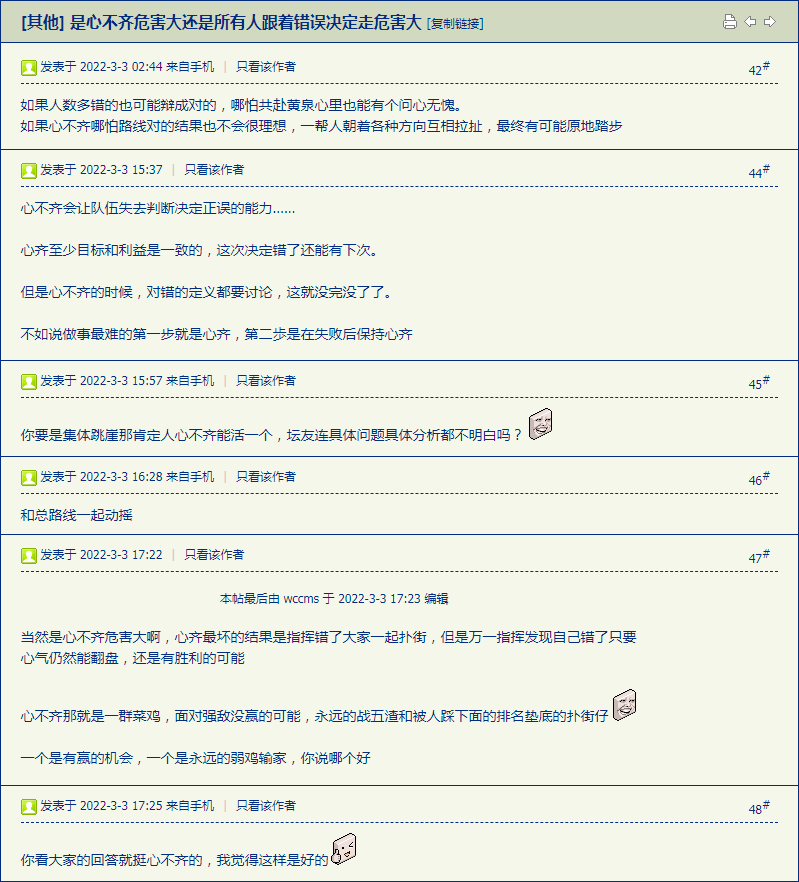 [其他] 是心不齐危害大还是所有人跟着错误决定走危害大 [复制链接]
发表于 2022-3-3 02:44 来自手机 | 只看该作者 42#
如果人数多错的也可能辩成对的，哪怕共赴黄泉心里也能有个问心无愧。
如果心不齐哪怕路线对的结果也不会很理想，一帮人朝着各种方向互相拉扯，最终有可能原地踏步
发表于 2022-3-3 15:37 | 只看该作者 44#
心不齐会让队伍失去判断决定正误的能力......
心齐至少目标和利益是一致的，这次决定错了还能有下次。
但是心不齐的时候，对错的定义都要讨论，这就没完没了了。
不如说做事最难的第一步就是心齐，第二步是在失败后保持心齐
发表于 2022-3-3 15:57 来自手机 | 只看该作者 45#
你要是集体跳崖那肯定人心不齐能活一个，坛友连具体问题具体分析都不明白吗？
发表于 2022-3-3 16:28 来自手机 | 只看该作者 46#
和总路线一起动摇
发表于 2022-3-3 17:22 | 只看该作者 47#
本帖最后由 wccms 于 2022-3-3 17:23 编辑
当然是心不齐危害大啊，心齐最坏的结果是指挥错了大家一起扑街，但是万一指挥发现自己错了只要
心气仍然能翻盘，还是有胜利的可能
心不齐那就是一群菜鸡，面对强敌没赢的可能，永远的战五渣和被人踩下面的排名垫底的扑街仔
一个是有赢的机会，一个是永远的弱鸡输家，你说哪个好
发表于 2022-3-3 17:25 来自手机 | 只看该作者 48#
你看大家的回答就挺心不齐的，我觉得这样是好的